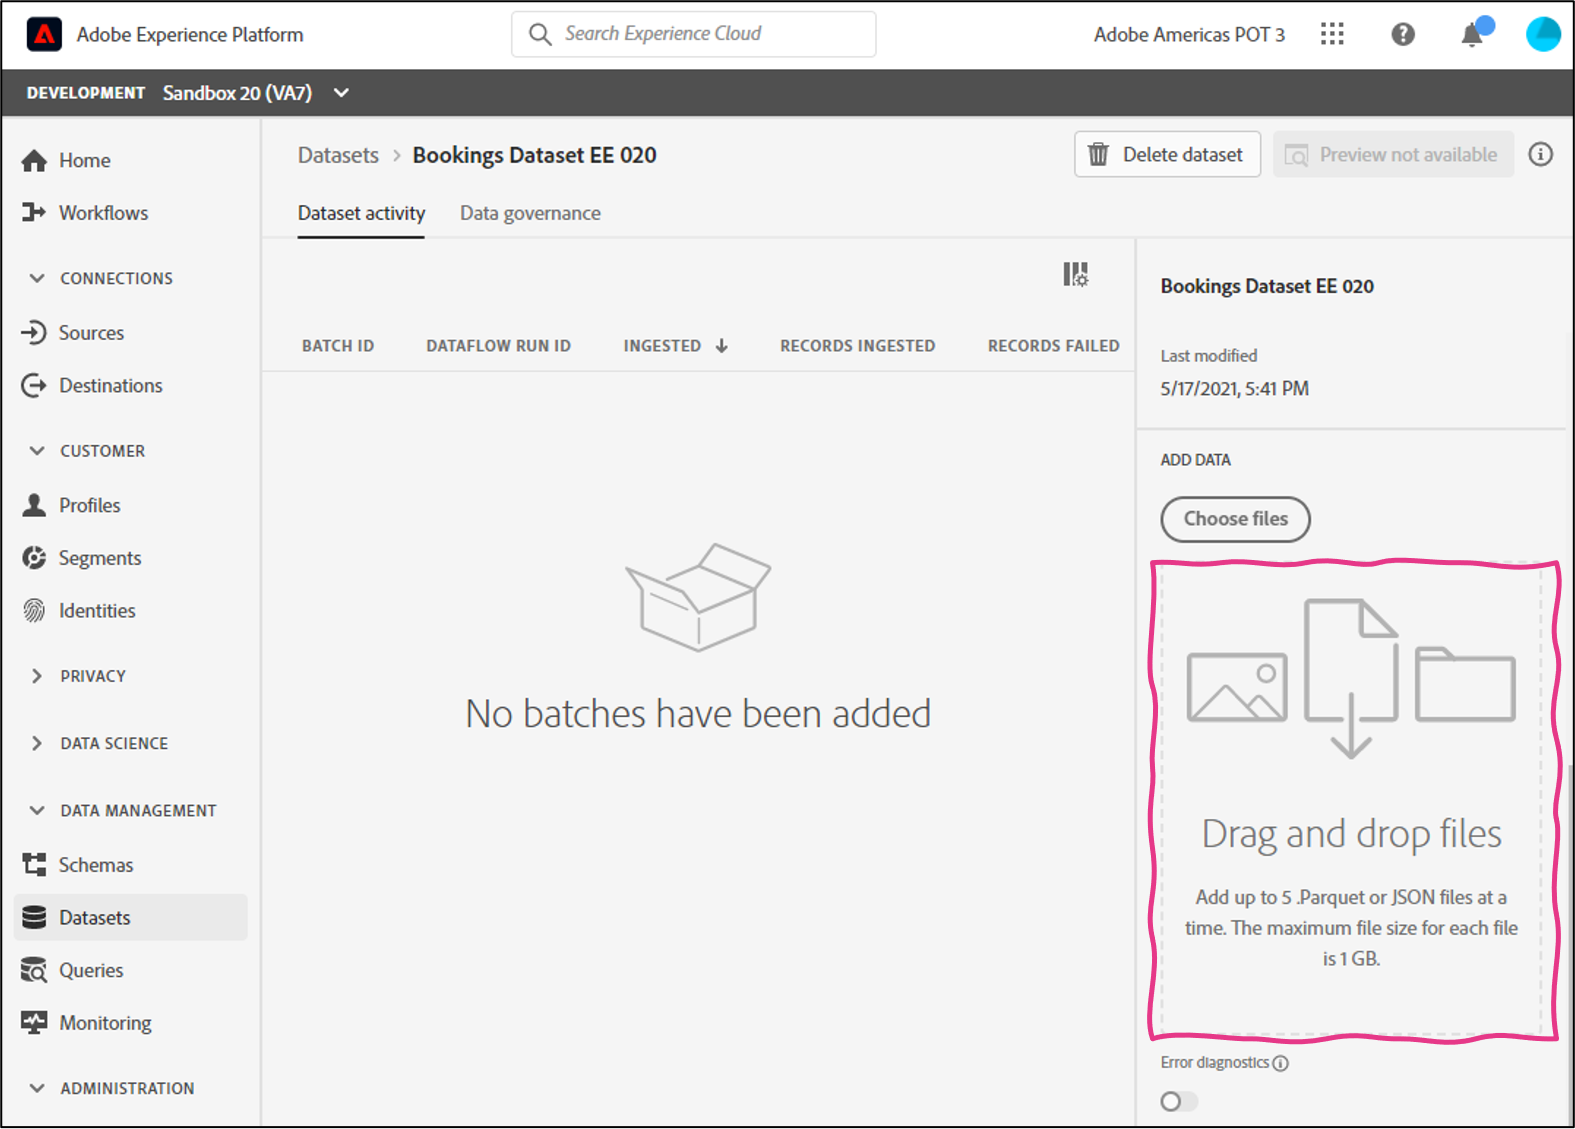 Adobe Experience Platform
Search Experience Cloud
Adobe Americas POT 3
DEVELOPMENT Sandbox 20 (VA7)
Home
Workflows
CONNECTIONS
Sources
Destinations
CUSTOMER
Profiles
Segments
Identities
PRIVACY
DATA SCIENCE
DATA MANAGEMENT
Schemas
Datasets
Queries
Monitoring
ADMINISTRATION
Datasets > Bookings Dataset EE 020
Delete dataset
Preview not available
Dataset activity
Data governance
BATCH ID
DATAFLOW RUN ID
INGESTED
RECORDS INGESTED
RECORDS FAILED
No batches have been added
Bookings Dataset EE 020
Last modified
5/17/2021, 5:41 PM
ADD DATA
Choose files
Drag and drop files
Add up to 5 .Parquet or JSON files at a
time. The maximum file size for each file
is 1 GB.
Error diagnostics